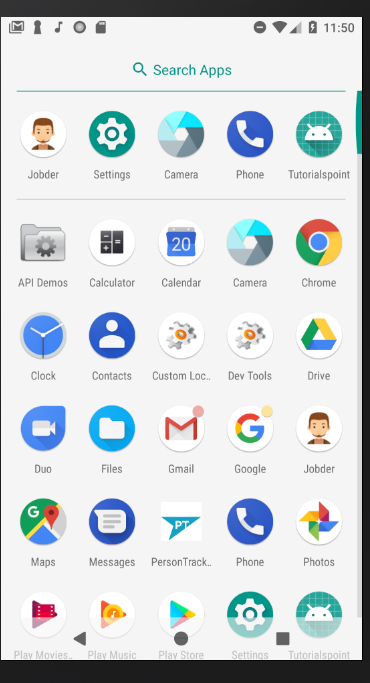 11:50
Search Apps
Jobder Settings Camera Phone Tutorialspoint
API Demos Calculator Calendar Camera Chrome
20
Clock Contacts Custom Loc.. Dev Tools Drive
Duo Files Gmail Google Jobder
G
PT
Maps Messages PersonTrack.. Phone Photos
Play Movies.. Play Music Play Store Settings Tutorialspoint